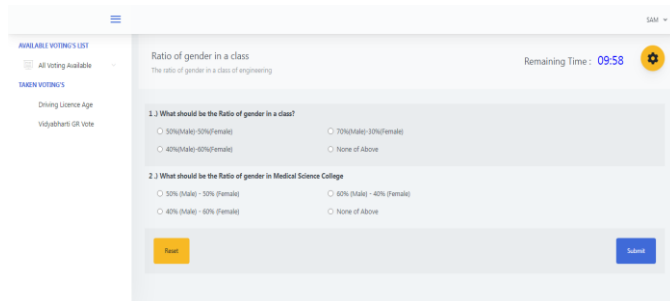 SAM
AVAILABLE VOTING'S LIST
All Voting Available
TAKEN VOTING'S
Driving Licence Age
Vidyabharti GR Vote
Ratio of gender in a class
The ratio of gender in a class of engineering
Remaining Time : 09:58
1 .) What should be the Ratio of gender in a class?
50%(Male)-50%(Female)
70%(Male)-30%(Female)
40%(Male)-60%(Female)
None of Above
2 .) What should be the Ratio of gender in Medical Science College
50% (Male) - 50% (Female)
60% (Male) - 40% (Female)
40% (Male) - 60% (Female)
None of Above
Reset
Submit